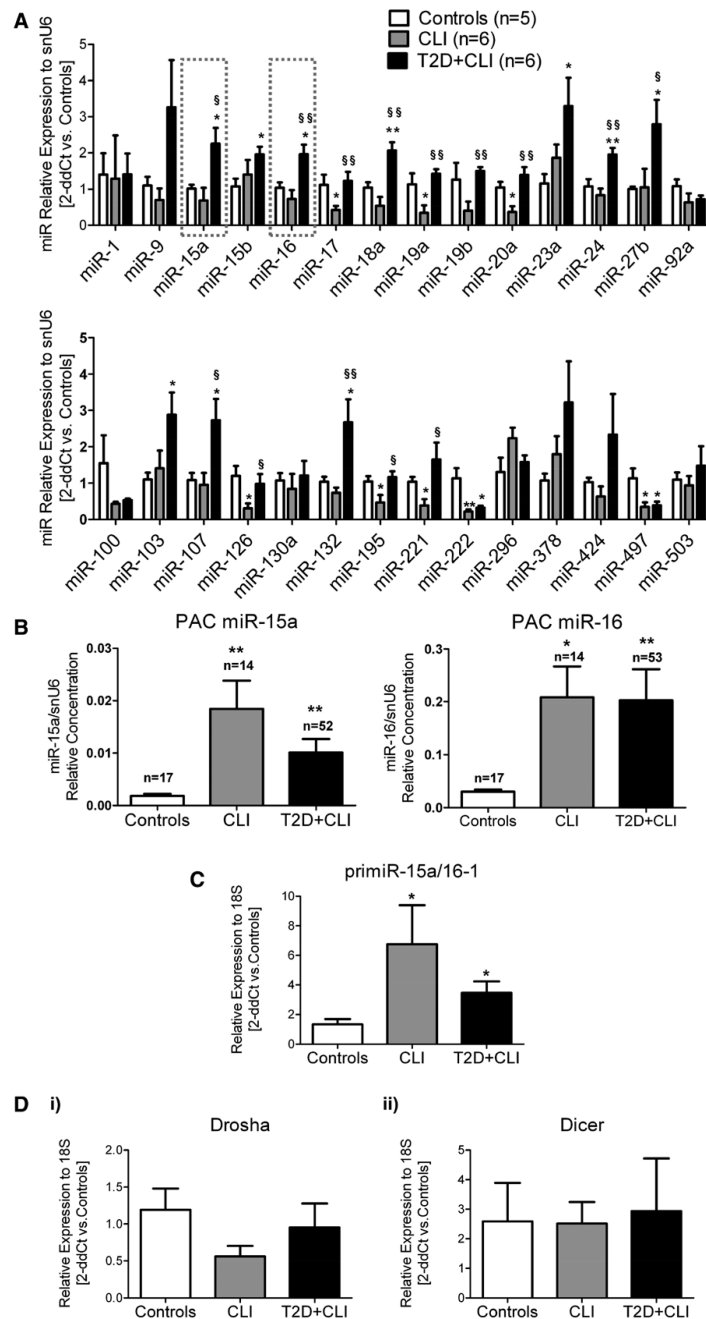 A
Controls (n=5)
CLI (n=6)
T2D+CLI (n=6)
miR Relative Expression to snU6
[2-ddCt vs. Controls]
5
4
3
2
1
0
§
*
*
§§
*
*
§§
§§
**
*
§§
§§
*
§§
*
§§
**
§
*
miR-1
miR-9
miR-15a
miR-15b
miR-16
miR-17
miR-18a
miR-19a
miR-19b
miR-20a
miR-23a
miR-24
miR-27b
miR-92a
miR Relative Expression to snU6
[2-ddCt vs. Controls]
5
4
3
2
1
0
*
§
*
*
§
§§
*
*
§
*
§
**
*
*
*
miR-100
miR-103
miR-107
miR-126
miR-130a
miR-132
miR-195
miR-221
miR-222
miR-296
miR-378
miR-424
miR-497
miR-503
B
PAC miR-15a
miR-15a/snU6
Relative Concentration
0.03
0.02
0.01
0.00
n=17
**
n=14
**
n=52
Controls
CLI
T2D+CLI
PAC miR-16
miR-16/snU6
Relative Concentration
0.3
0.2
0.1
0.0
n=17
*
n=14
**
n=53
Controls
CLI
T2D+CLI
C
primiR-15a/16-1
Relative Expression to 18S
[2-ddCt vs.Controls]
10
8
6
4
2
0
*
*
Controls
CLI
T2D+CLI
D
i)
Drosha
Relative Expression to 18S
[2-ddCt vs.Controls]
2.0
1.5
1.0
0.5
0.0
Controls
CLI
T2D+CLI
ii)
Dicer
Relative Expression to 18S
[2-ddCt vs.Controls]
5
4
3
2
1
0
Controls
CLI
T2D+CLI